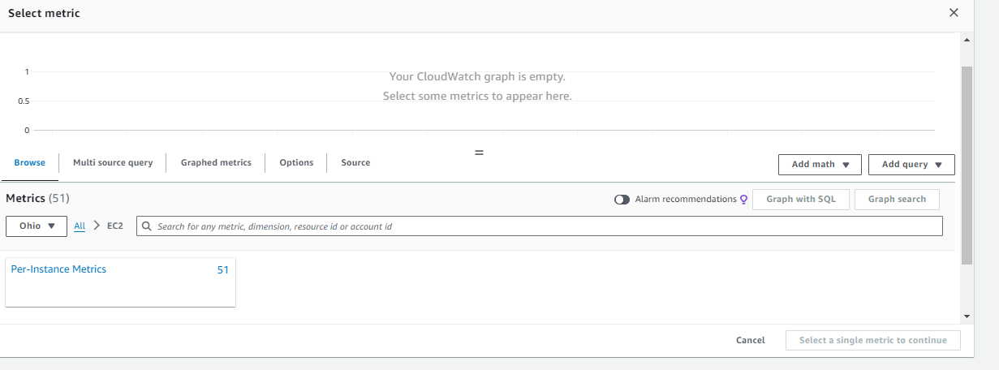 Select metric
1
Your CloudWatch graph is empty.
0.5
Select some metrics to appear here.
0
Browse
Multi source query
Graphed metrics
Options
Source
Add math
Add query
Metrics (51)
Alarm recommendations
Graph with SQL
Graph search
Ohio
All
EC2
Search for any metric, dimension, resource id or account id
Per-Instance Metrics
51
Cancel
Select a single metric to continue